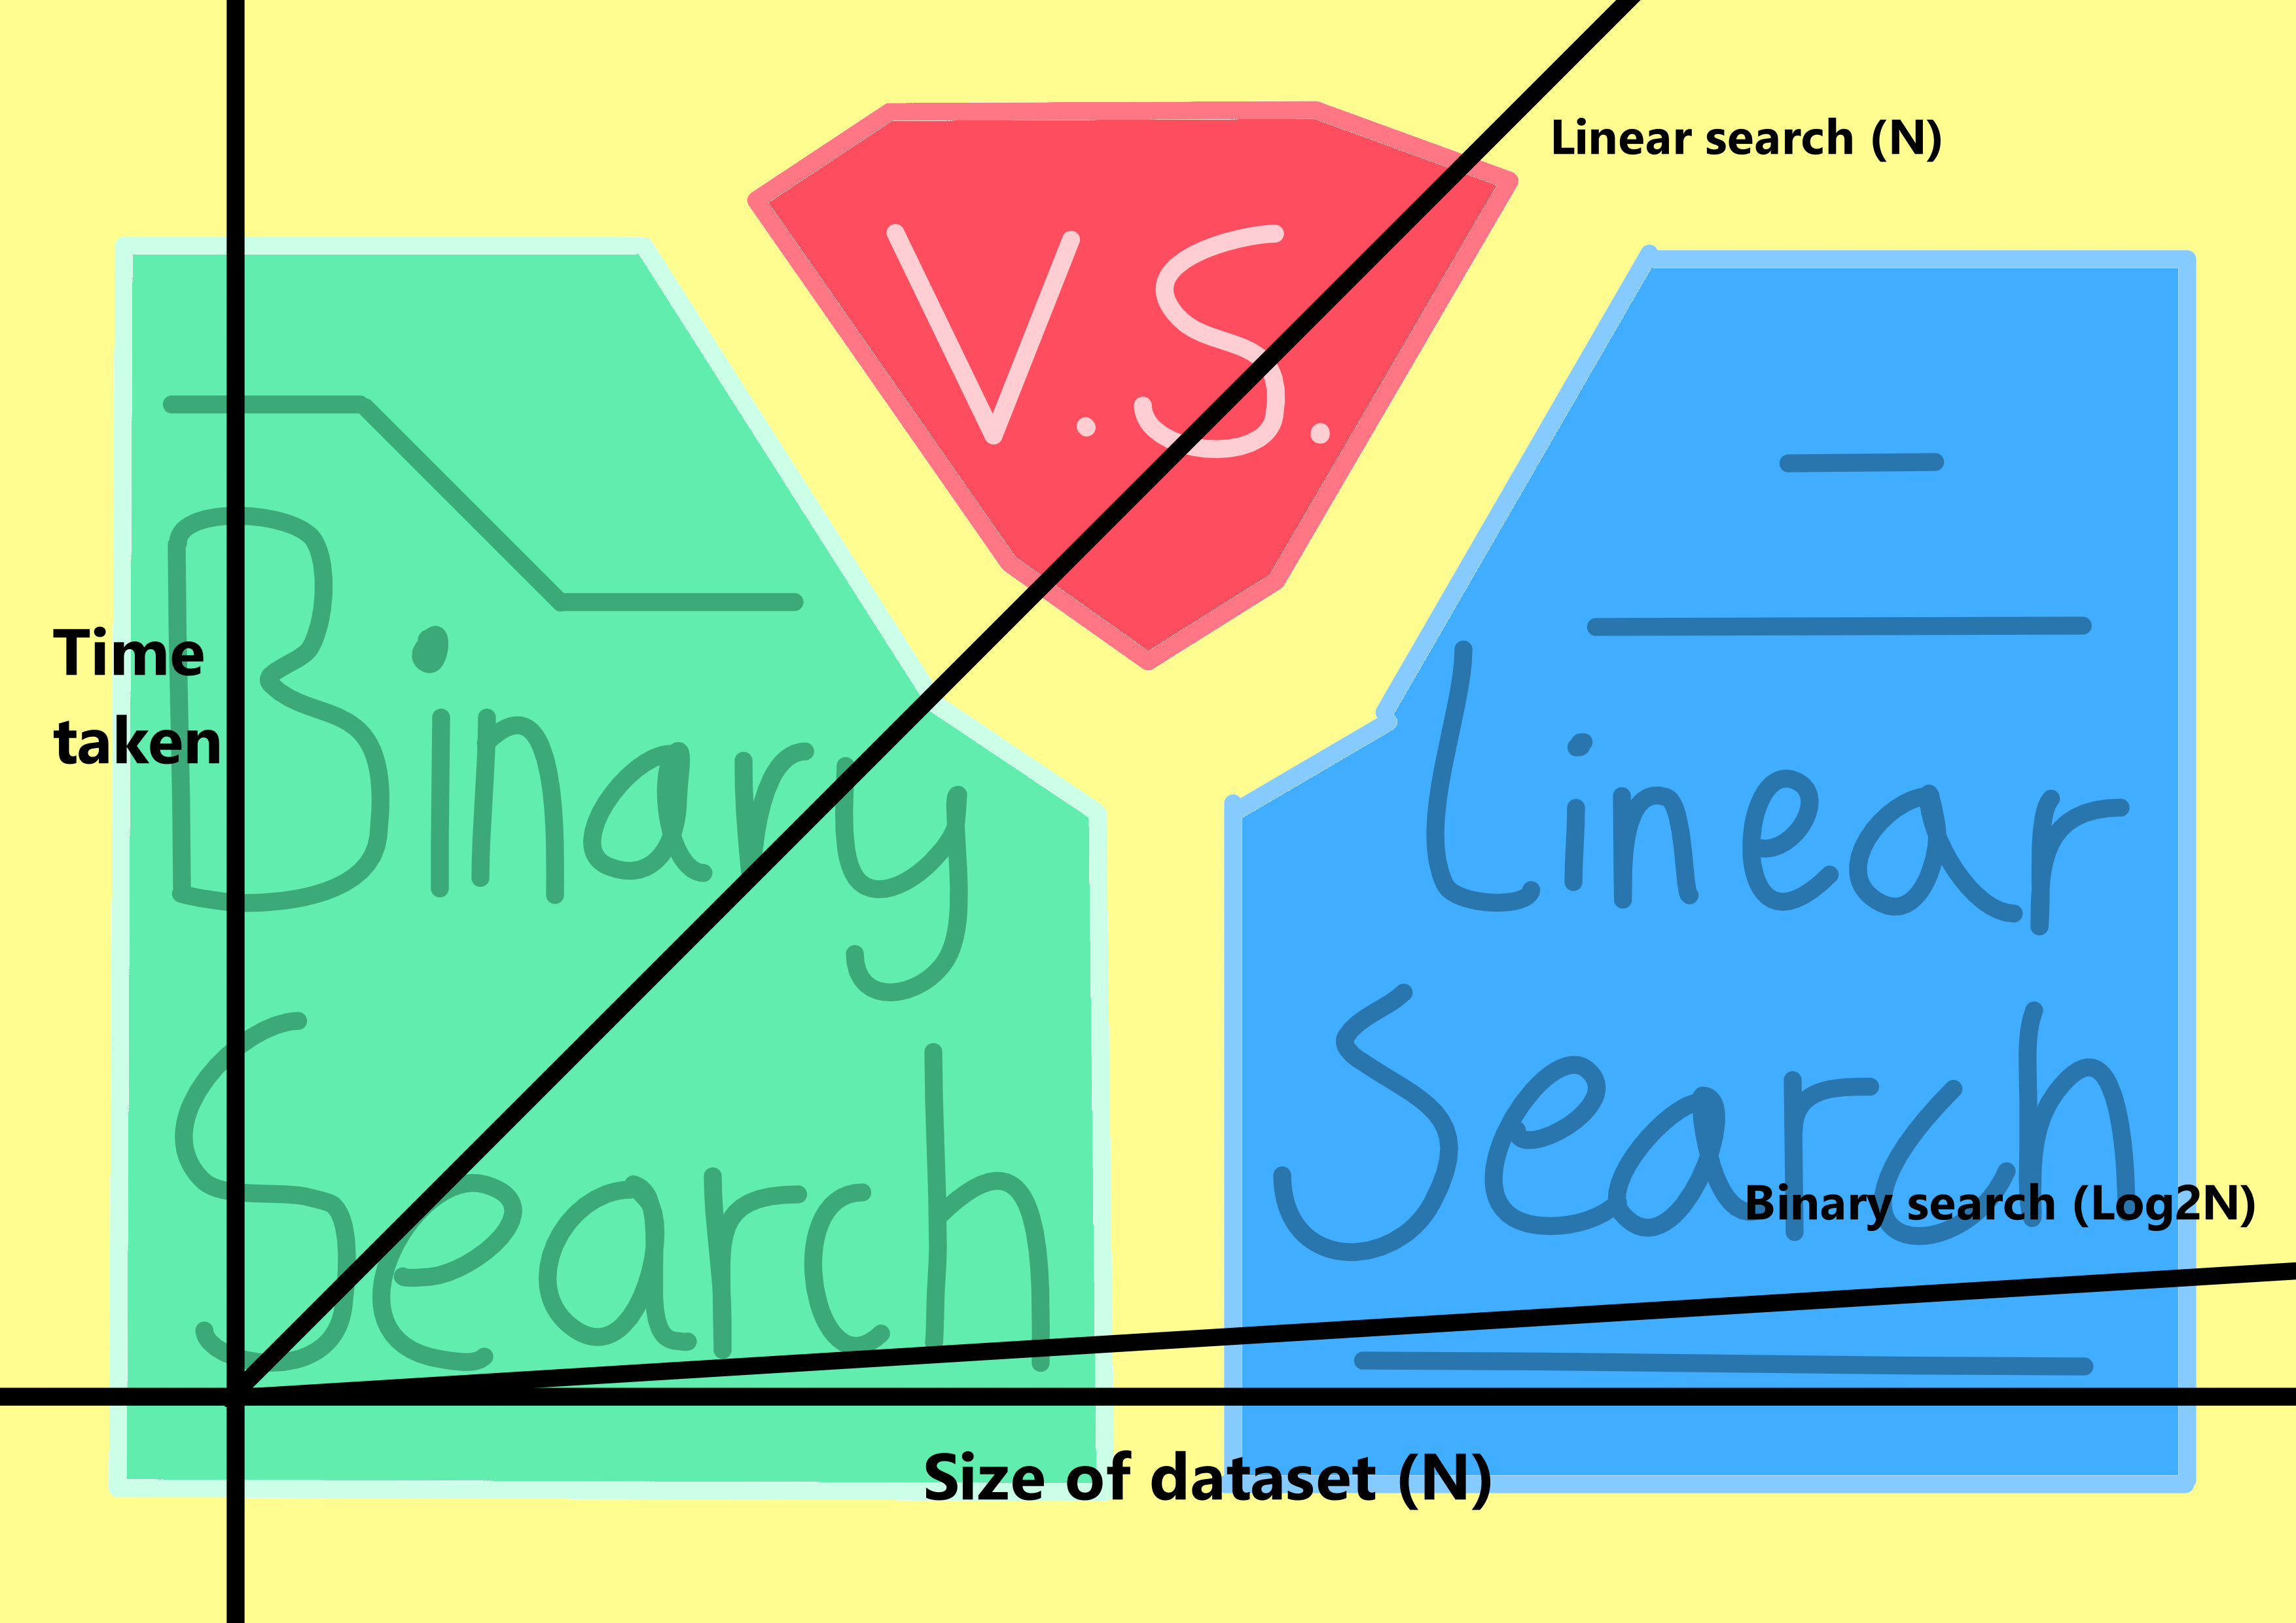 Linear search (N)
V.S.
Time
taken
Binary
Search
Linear
Search
Binary search (Log2N)
Size of dataset (N)